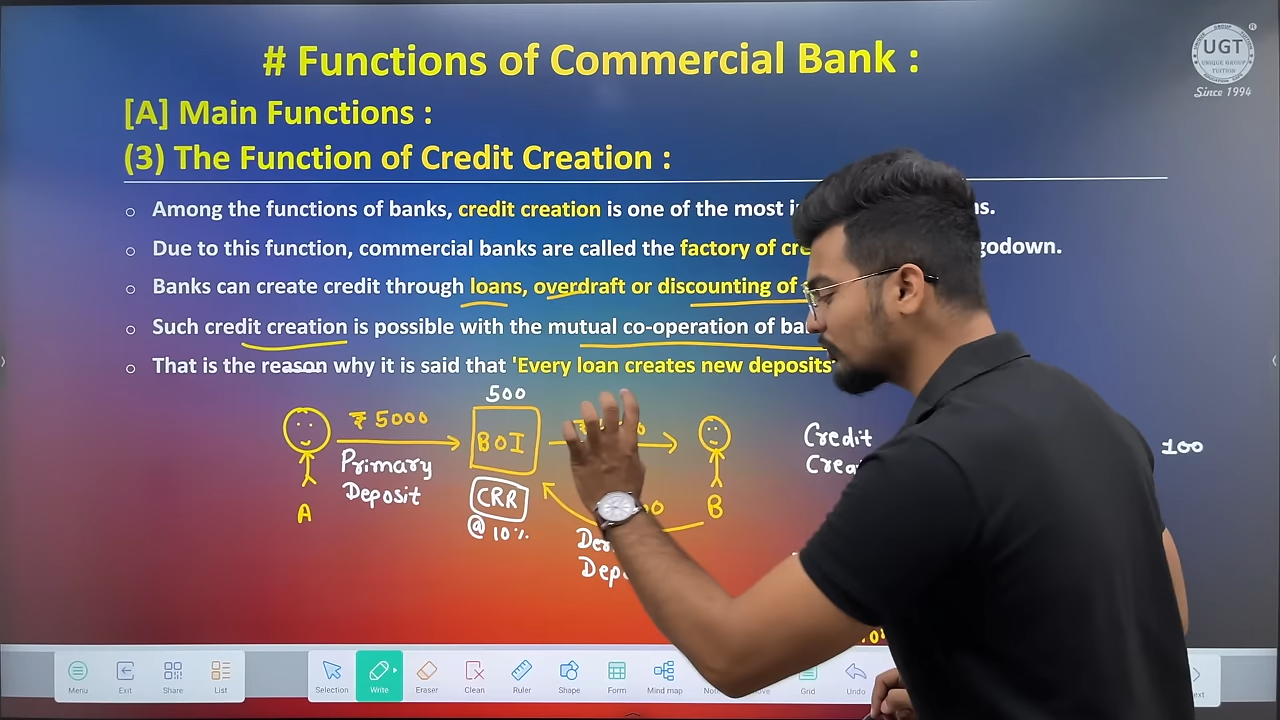 # Functions of Commercial Bank :
UGT
UNIQUE GROUP
TUITION
Since 1994
[A] Main Functions :
(3) The Function of Credit Creation :
Among the functions of banks, credit creation is one of the most
Due to this function, commercial banks are called the factory of godown.
Banks can create credit through loans, overdraft or discounting of
Such credit creation is possible with the mutual co-operation of
That is the reason why it is said that 'Every loan creates new deposits'
500
₹ 5000
BOI
Primary
Deposit
CRR
@ 10%
A
B
Credit
100
Menu
Exit
Share
List
Selection
Write
Eraser
Clean
Ruler
Shape
Form
Mind map
Grid
Undo